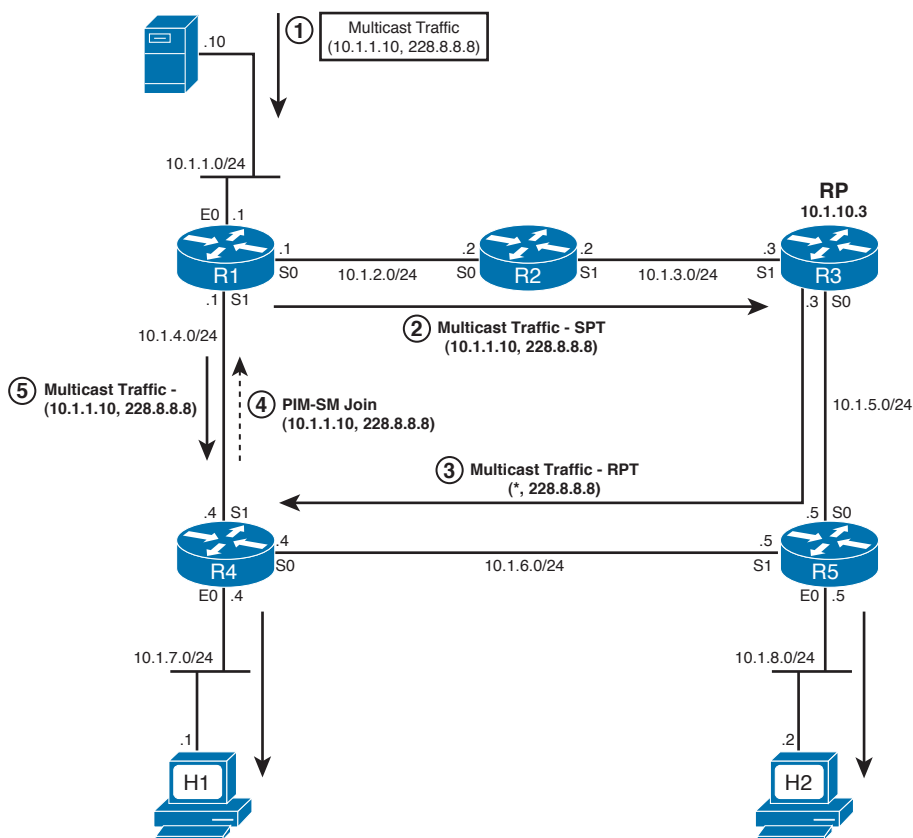 .10
1
Multicast Traffic
(10.1.1.10, 228.8.8.8)
10.1.1.0/24
RP
10.1.10.3
E0 .1
R1
.1
S0
10.1.2.0/24
.2
S0
R2
.2
S1
10.1.3.0/24
.3
S1
R3
.1 S1
.3 S0
2 Multicast Traffic - SPT
(10.1.1.10, 228.8.8.8)
10.1.4.0/24
5 Multicast Traffic -
(10.1.1.10, 228.8.8.8)
4 PIM-SM Join
(10.1.1.10, 228.8.8.8)
10.1.5.0/24
3 Multicast Traffic - RPT
(*, 228.8.8.8)
.4 S1
.5 S0
R4
.4
S0
10.1.6.0/24
.5
S1
R5
E0 .4
E0 .5
10.1.7.0/24
10.1.8.0/24
.1
.2
H1
H2